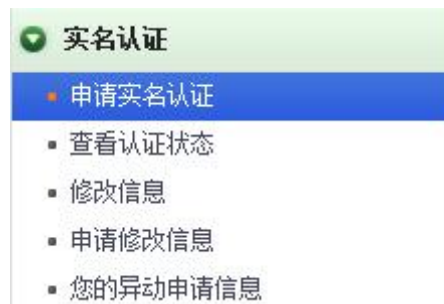 实名认证
申请实名认证
查看认证状态
修改信息
申请修改信息
您的异动申请信息